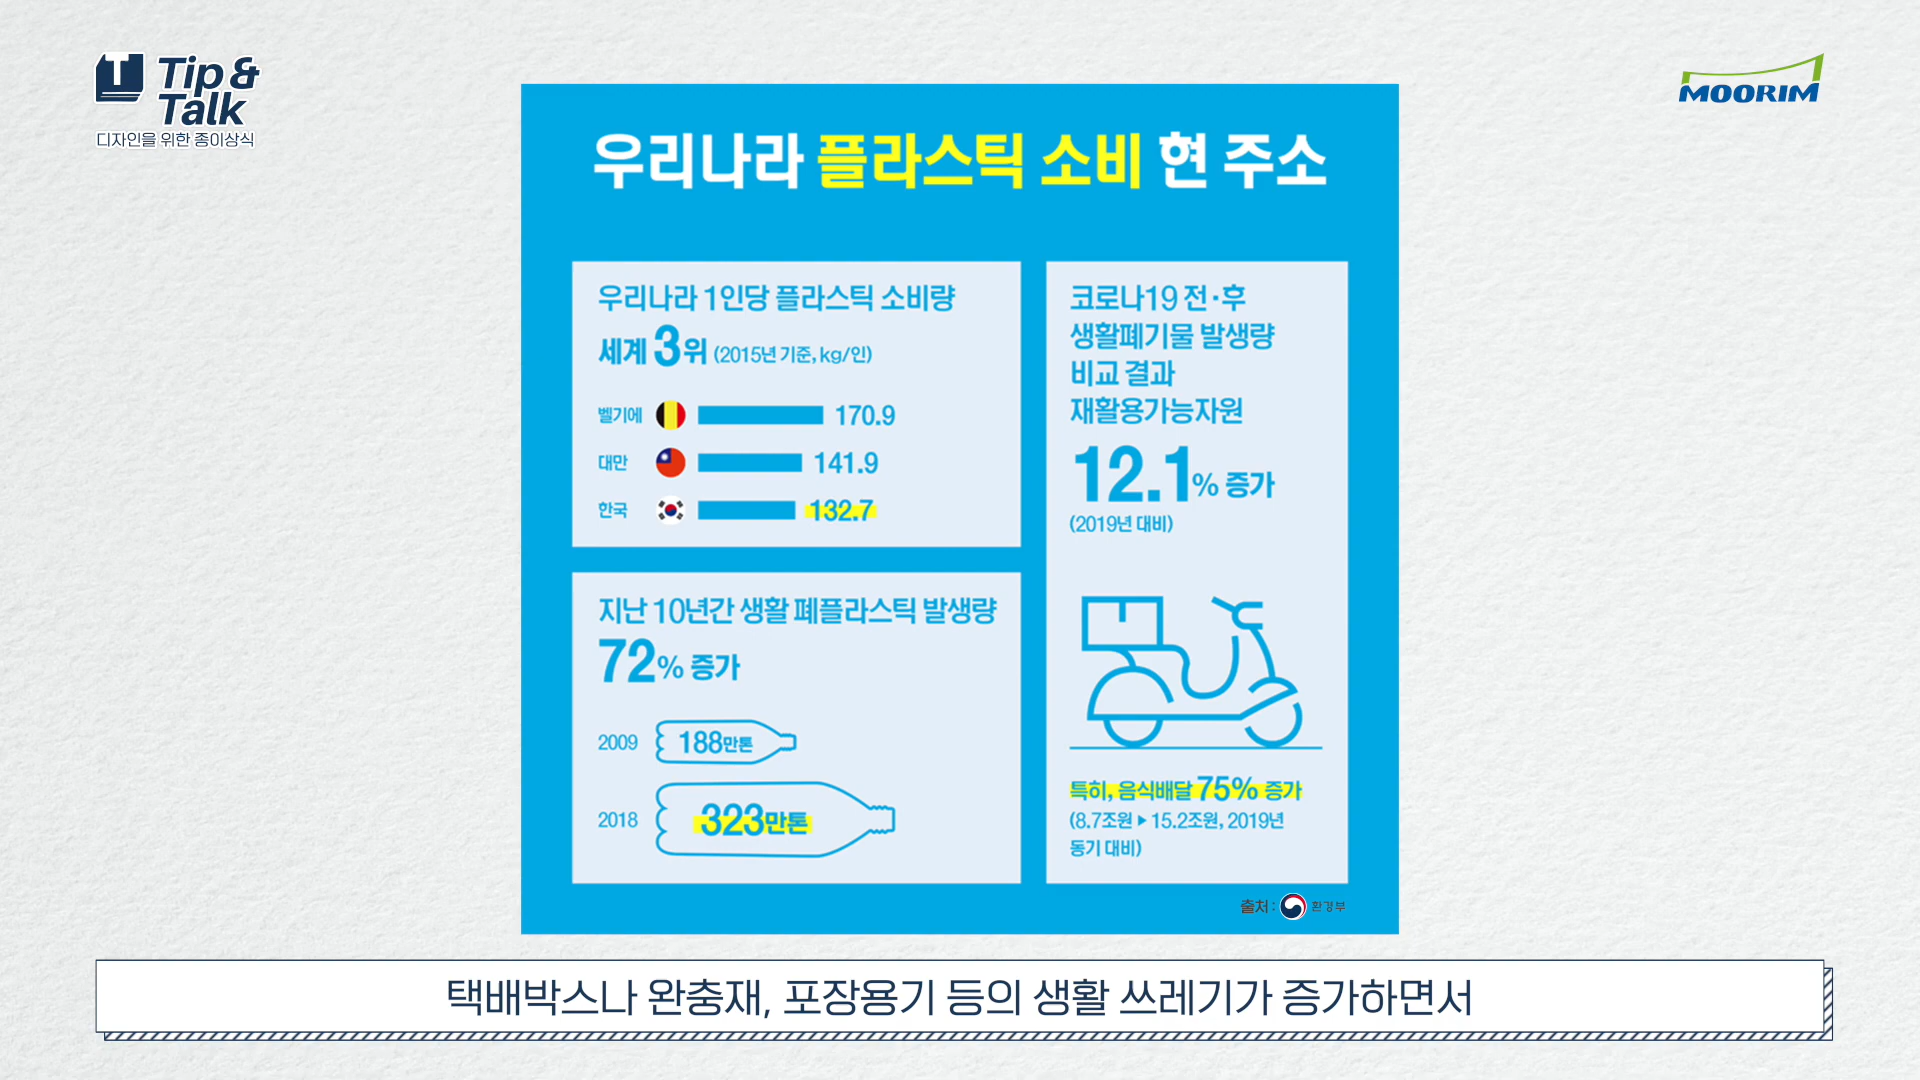 T
Tip &
Talk
디자인을 위한 종이상식
MOORIM
우리나라 플라스틱 소비 현 주소
우리나라 1인당 플라스틱 소비량
세계 3위 (2015년 기준, kg/인)
벨기에 170.9
대만 141.9
한국 132.7
지난 10년간 생활 폐플라스틱 발생량
72% 증가
2009 188만톤
2018 323만톤
코로나19 전·후
생활폐기물 발생량
비교 결과
재활용가능자원
12.1% 증가
(2019년 대비)
특히, 음식배달 75% 증가
(8.7조원 ▶ 15.2조원, 2019년
동기 대비)
출처 : 환경부
택배박스나 완충재, 포장용기 등의 생활 쓰레기가 증가하면서